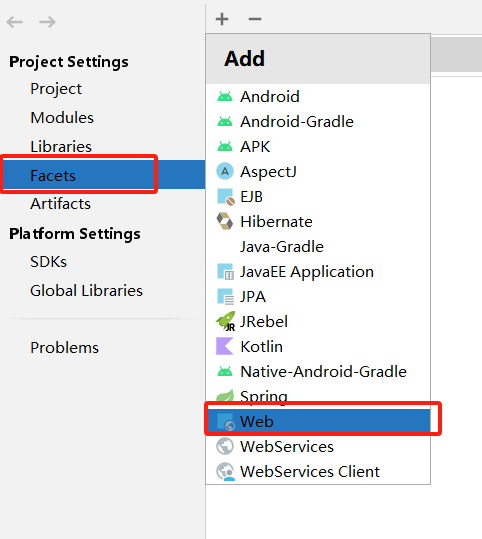 Project Settings
Project
Modules
Libraries
Facets
Artifacts
Platform Settings
SDKs
Global Libraries
Problems
Add
Android
Android-Gradle
APK
A AspectJ
EJB
Hibernate
Java-Gradle
JavaEE Application
JPA
JR JRebel
Kotlin
Native-Android-Gradle
Spring
Web
WebServices
WebServices Client